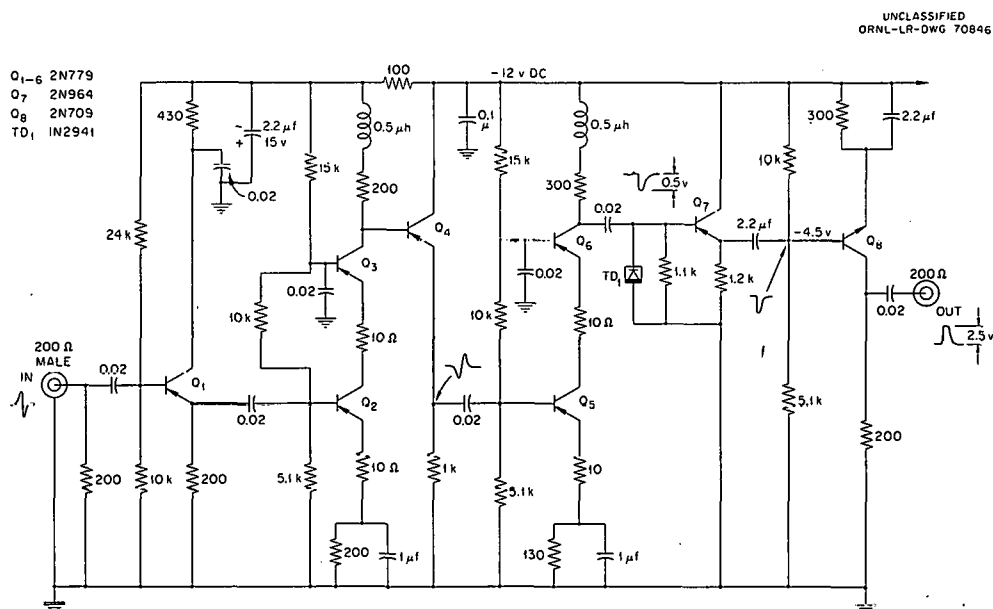 UNCLASSIFIED
ORNL-LR-DWG 70846
Q1-6 2N779
Q7 2N964
Q8 2N709
TD1 IN2941
100
-12 v DC
430
2.2 μf
15 v
-
+
0.02
0.5 μh
0.1
μ
0.5 μh
300
2.2 μf
15 k
15 k
10 k
200
300
0.5 v
24 k
Q4
0.02
Q7
2.2 μf
-4.5 v
Q8
Q3
Q6
0.02
0.02
TD1
1.1 k
1.2 k
200 Ω
0.02
OUT
2.5 v
10 k
10 Ω
10 k
10 Ω
200 Ω
MALE
IN
0.02
Q1
0.02
Q2
0.02
Q5
5.1 k
200
10 k
200
5.1 k
10 Ω
1 k
5.1 k
10
200
200
1 μf
130
1 μf